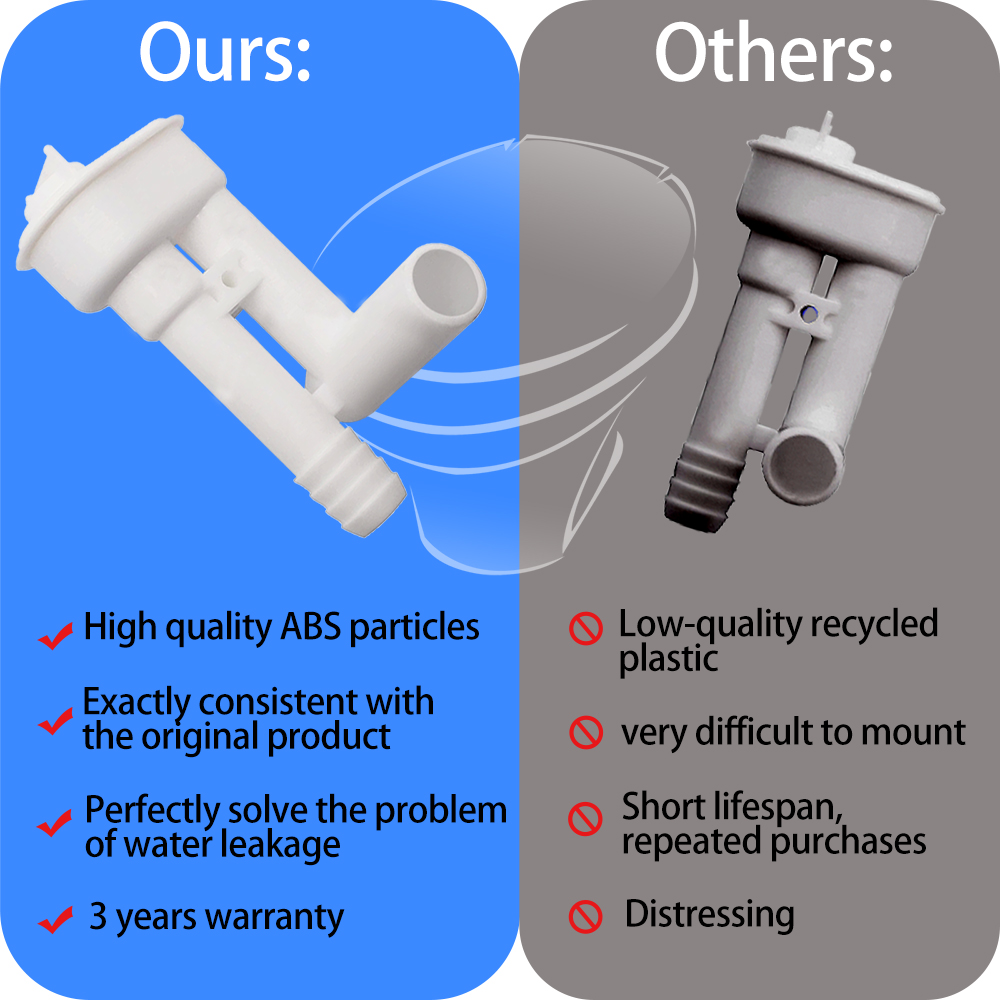 Ours:
High quality ABS particles
Exactly consistent with
the original product
Perfectly solve the problem
of water leakage
3 years warranty
Others:
Low-quality recycled
plastic
very difficult to mount
Short lifespan,
repeated purchases
Distressing